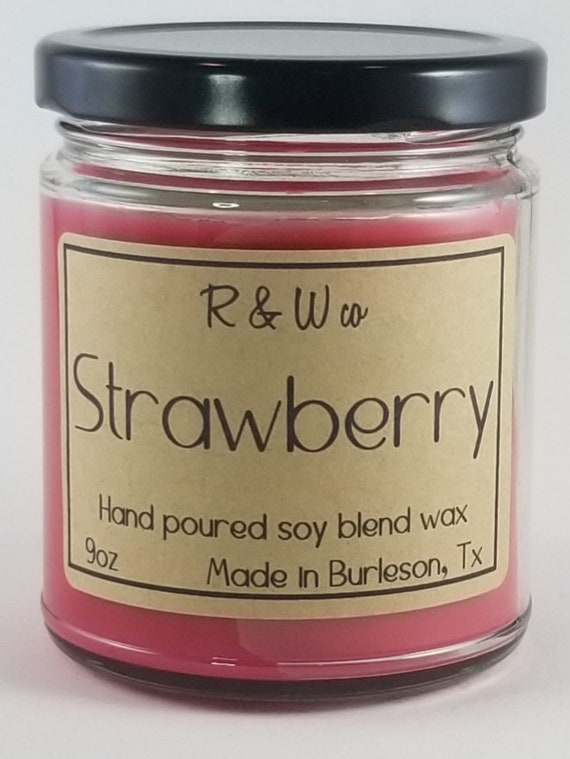 R & W co
Strawberry
Hand poured soy blend wax
9oz
Made in Burleson, Tx